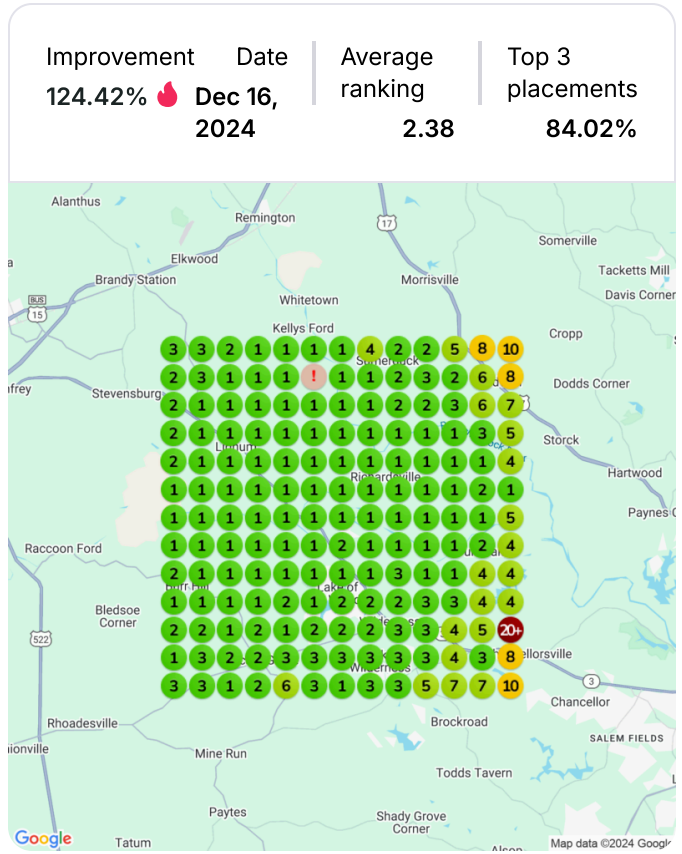 Improvement Date Average ranking Top 3 placements
124.42% Dec 16, 2024 2.38 84.02%
Alanthus
Remington
17
Somerville
Elkwood
Tacketts Mill
Brandy Station
Morrisville
Davis Corner
BUS
15
Whitetown
Kellys Ford
Cropp
3 3 2 1 1 1 1 4 2 2 5 8 10
2 3 1 1 1 ! 1 1 2 3 2 6 8
Dodds Corner
Stevensburg
2 1 1 1 1 1 1 1 2 2 3 6 7
2 1 1 1 1 1 1 1 1 1 1 3 5
Storck
2 1 1 1 1 1 1 1 1 1 1 1 4
Hartwood
Richardsville
1 1 1 1 1 1 1 1 1 1 1 2 1
1 1 1 1 1 1 1 1 1 1 1 1 5
Raccoon Ford
1 1 1 1 1 1 2 1 1 1 1 2 4
2 1 1 1 1 1 1 1 3 1 1 4 4
Lake of
1 1 1 1 2 1 2 2 2 3 3 4 4
Bledsoe
Corner
522
2 2 1 2 1 2 2 2 3 3 4 5 20+
1 3 2 2 3 3 3 3 3 3 4 3 8
Wilderness
3
3 3 1 2 6 3 1 3 3 5 7 7 10
Chancellor
Rhoadesville
Brockroad
SALEM FIELDS
Mine Run
Todds Tavern
Paytes
Shady Grove
Corner
Google
Tatum
Map data ©2024 Google